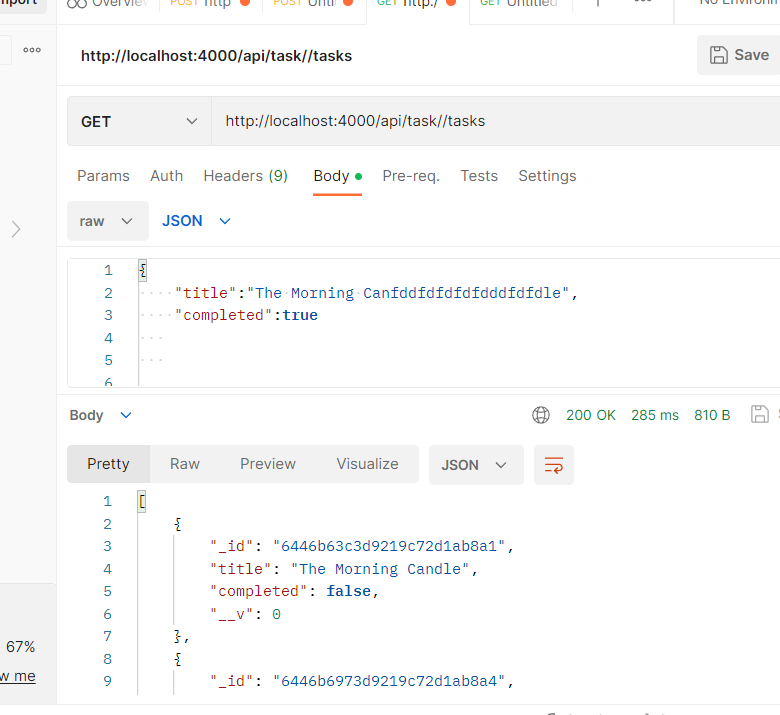 Overview POST http POST Unti GET http:/ GET Untitled No Environm
http://localhost:4000/api/task//tasks Save
GET http://localhost:4000/api/task//tasks
Params Auth Headers (9) Body Pre-req. Tests Settings
raw JSON
1 {
2 "title":"The Morning Canfddfdfdfdfdddfdfdle",
3 "completed":true
4
5
6
Body 200 OK 285 ms 810 B
Pretty Raw Preview Visualize JSON
1 [
2 {
3 "_id": "6446b63c3d9219c72d1ab8a1",
4 "title": "The Morning Candle",
5 "completed": false,
6 "__v": 0
7 },
8 {
9 "_id": "6446b6973d9219c72d1ab8a4",
67%
w me